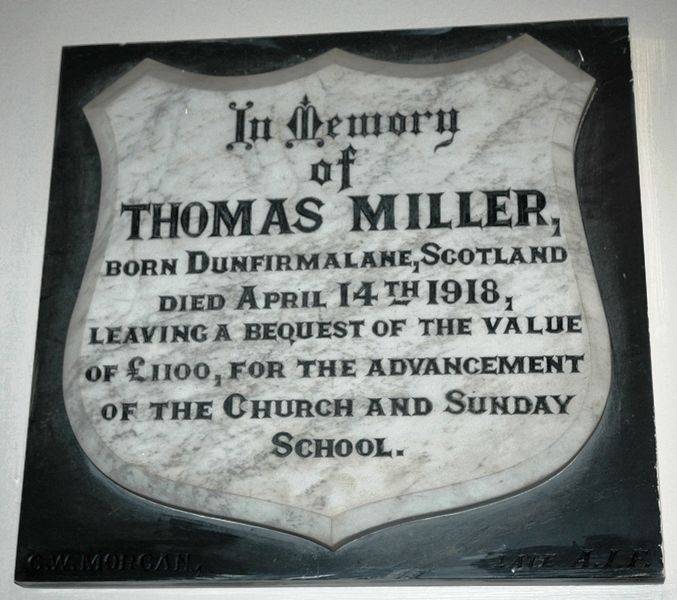 In Memory
of
THOMAS MILLER,
BORN DUNFIRMALANE, SCOTLAND
DIED APRIL 14TH 1918,
LEAVING A BEQUEST OF THE VALUE
OF £1100, FOR THE ADVANCEMENT
OF THE CHURCH AND SUNDAY
SCHOOL.
C.W. MORGAN, LATE A.I.F.